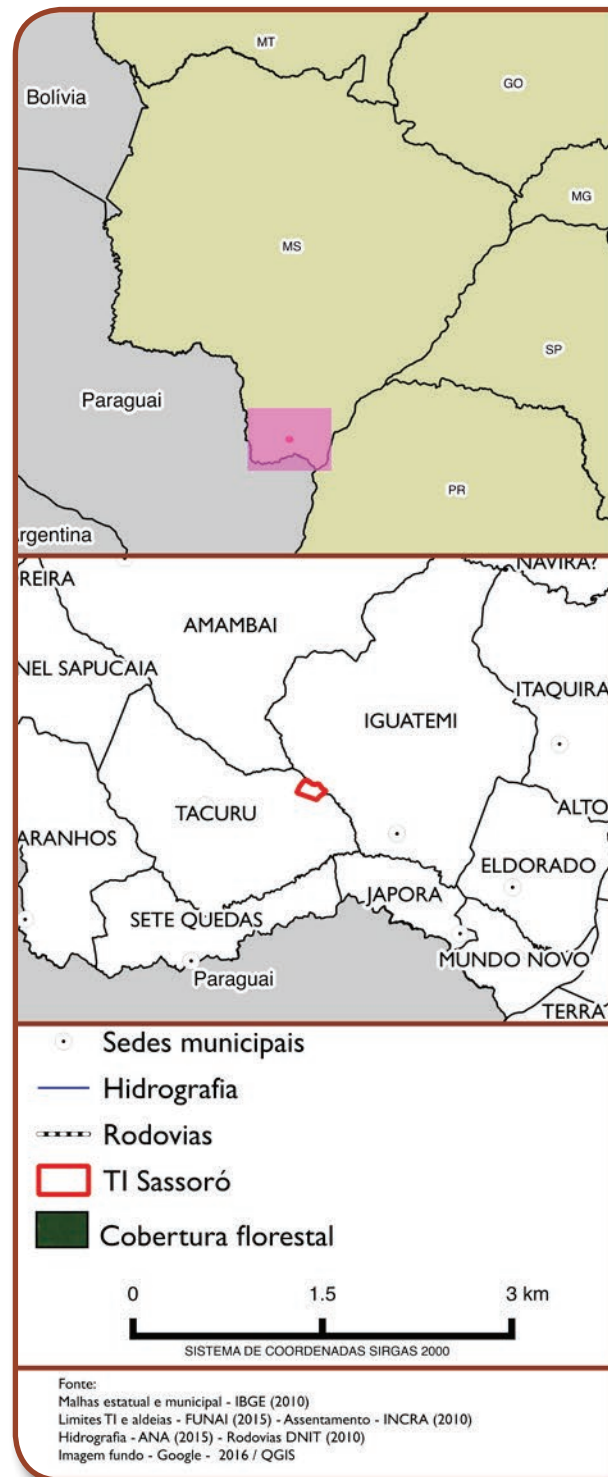 MT
GO
Bolívia
MG
MS
SP
Paraguai
PR
Argentina
NAVIRA?
REIRA
AMAMBAI
NEL SAPUCAIA
ITAQUIRA
IGUATEMI
ALTO
TACURU
ARANHOS
ELDORADO
JAPORA
SETE QUEDAS
MUNDO NOVO
Paraguai
TERRA
Sedes municipais
Hidrografia
Rodovias
TI Sassoró
Cobertura florestal
0 1.5 3 km
SISTEMA DE COORDENADAS SIRGAS 2000
Fonte:
Malhas estatual e municipal - IBGE (2010)
Limites TI e aldeias - FUNAI (2015) - Assentamento - INCRA (2010)
Hidrografia - ANA (2015) - Rodovias DNIT (2010)
Imagem fundo - Google - 2016 / QGIS